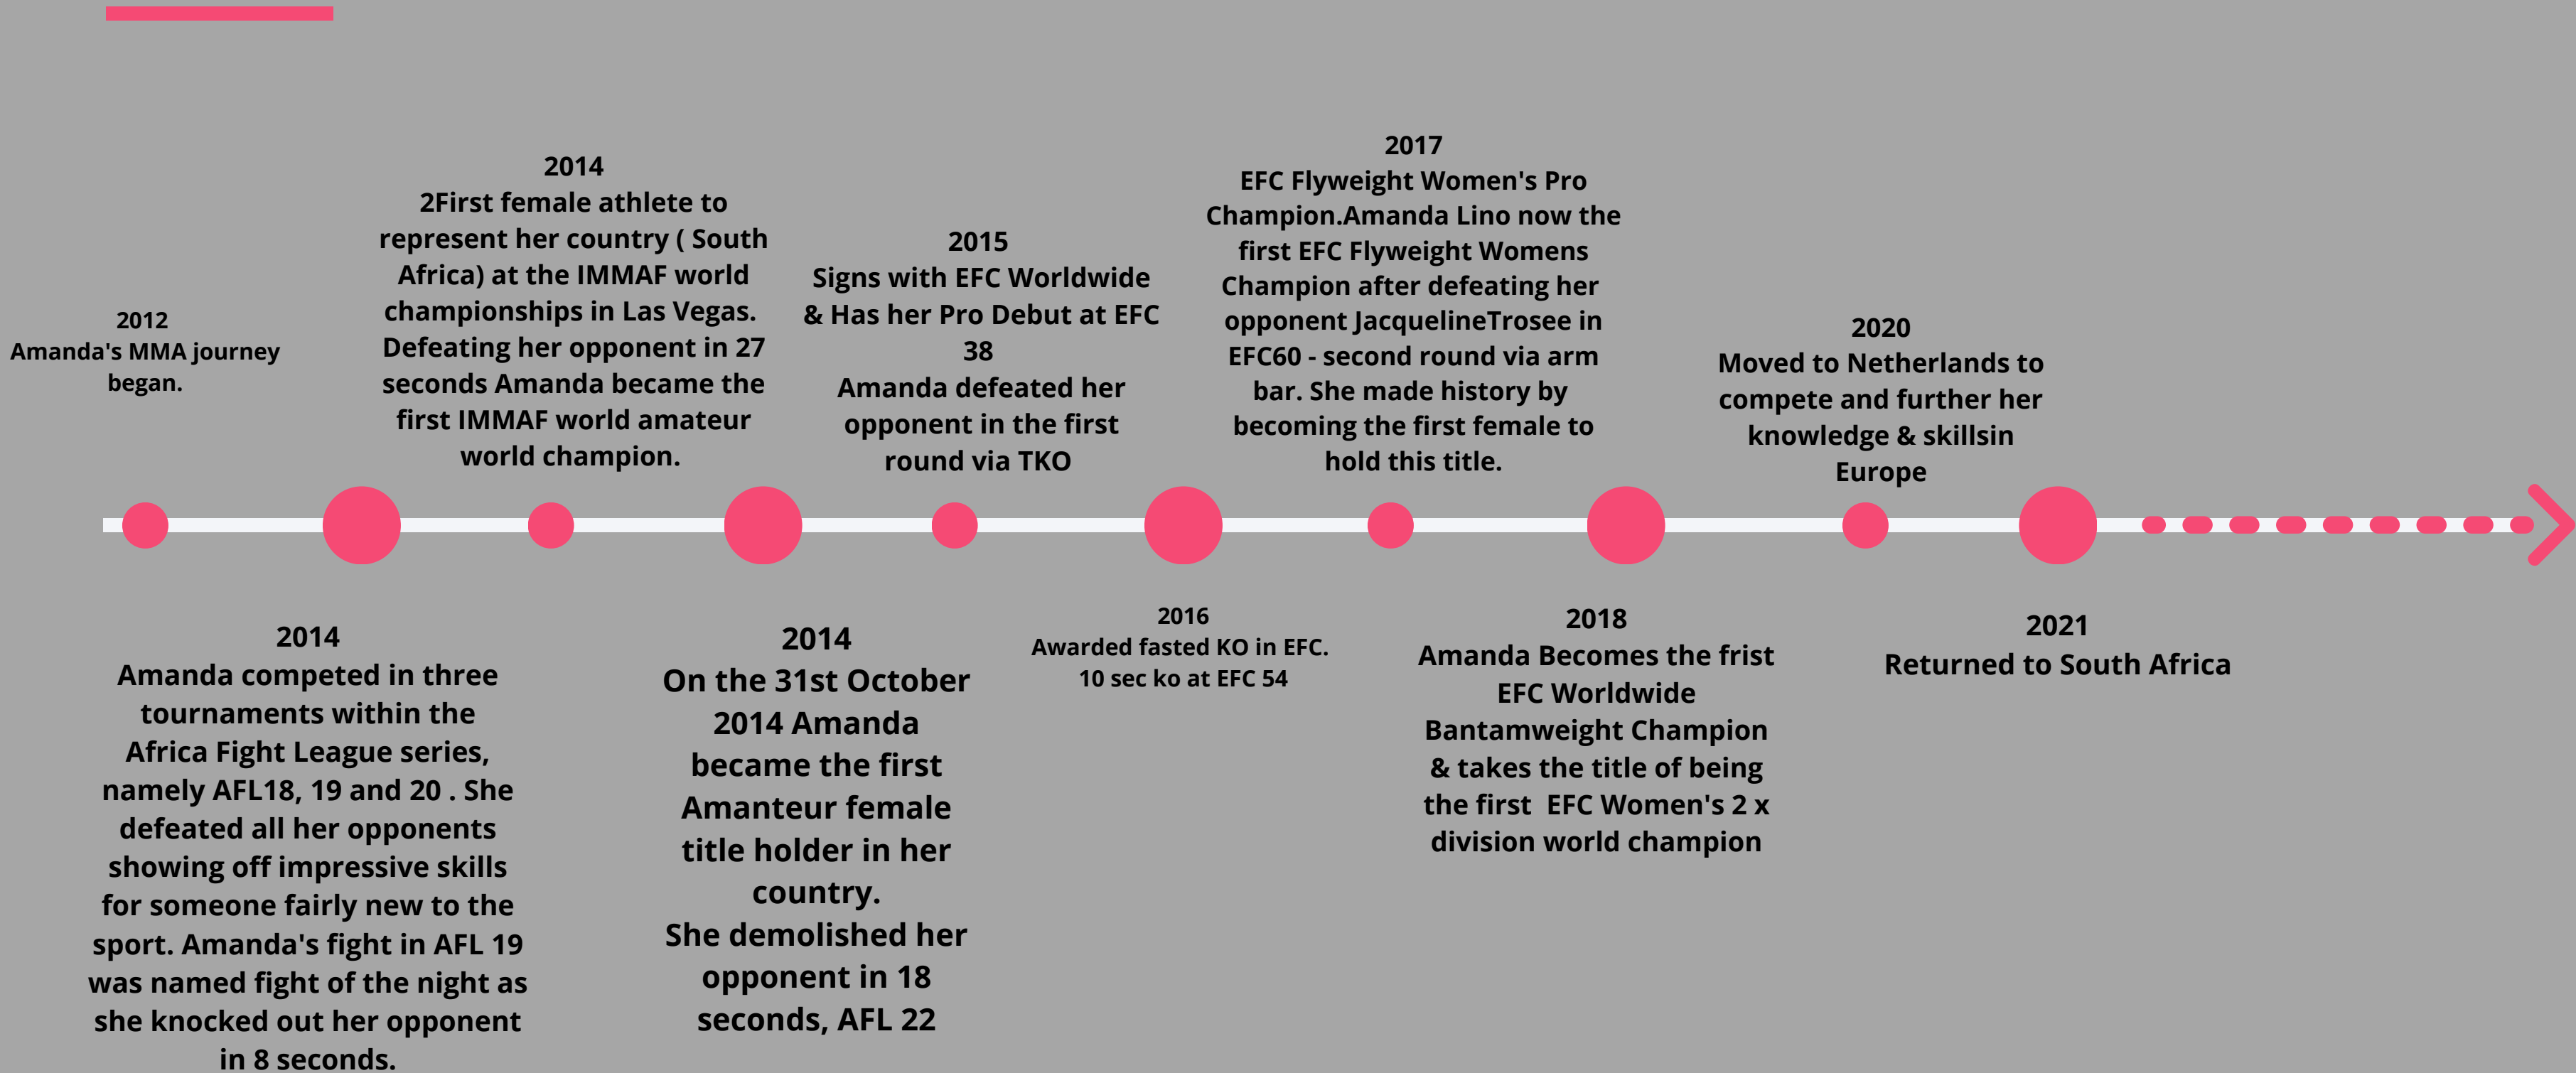 2012
Amanda's MMA journey
began.
2014
Amanda competed in three
tournaments within the
Africa Fight League series,
namely AFL18, 19 and 20 . She
defeated all her opponents
showing off impressive skills
for someone fairly new to the
sport. Amanda's fight in AFL 19
was named fight of the night as
she knocked out her opponent
in 8 seconds.
2014
2First female athlete to
represent her country ( South
Africa) at the IMMAF world
championships in Las Vegas.
Defeating her opponent in 27
seconds Amanda became the
first IMMAF world amateur
world champion.
2014
On the 31st October
2014 Amanda
became the first
Amanteur female
title holder in her
country.
She demolished her
opponent in 18
seconds, AFL 22
2015
Signs with EFC Worldwide
& Has her Pro Debut at EFC
38
Amanda defeated her
opponent in the first
round via TKO
2016
Awarded fasted KO in EFC.
10 sec ko at EFC 54
2017
EFC Flyweight Women's Pro
Champion.Amanda Lino now the
first EFC Flyweight Womens
Champion after defeating her
opponent JacquelineTrosee in
EFC60 - second round via arm
bar. She made history by
becoming the first female to
hold this title.
2018
Amanda Becomes the frist
EFC Worldwide
Bantamweight Champion
& takes the title of being
the first  EFC Women's 2 x
division world champion
2020
Moved to Netherlands to
compete and further her
knowledge & skillsin
Europe
2021
Returned to South Africa